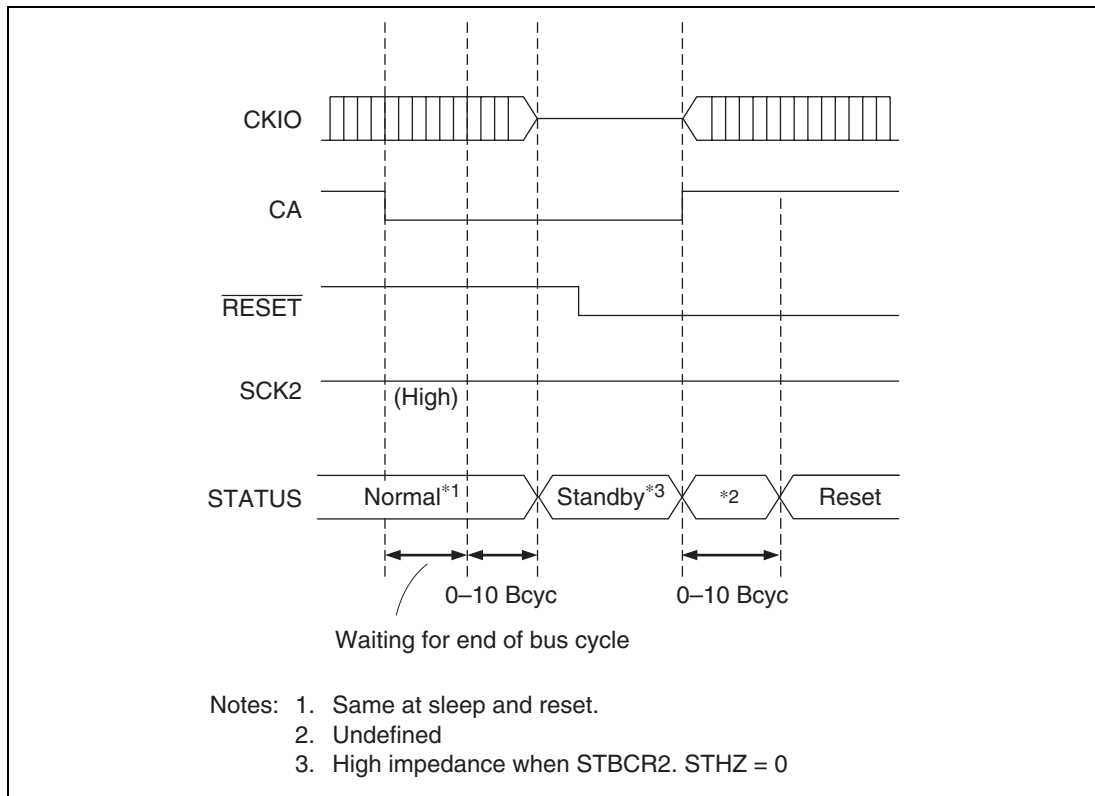 CKIO
CA
RESET
SCK2
(High)
STATUS
Normal*1
Standby*3
*2
Reset
0–10 Bcyc
0–10 Bcyc
Waiting for end of bus cycle
Notes: 1. Same at sleep and reset.
2. Undefined
3. High impedance when STBCR2. STHZ = 0